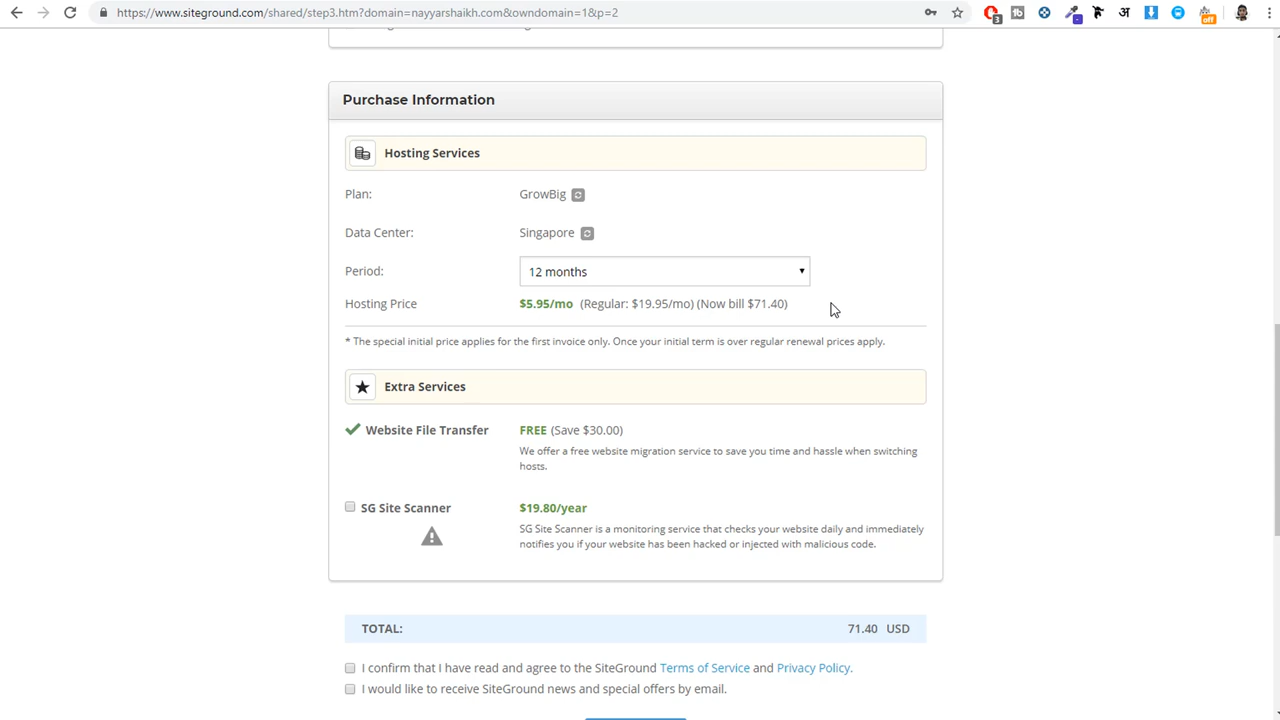 https://www.siteground.com/shared/step3.htm?domain=nayyarshaikh.com&owndomain=1&p=2
3
अ
off
Purchase Information
Hosting Services
Plan: GrowBig
Data Center: Singapore
Period: 12 months
Hosting Price $5.95/mo (Regular: $19.95/mo) (Now bill $71.40)
* The special initial price applies for the first invoice only. Once your initial term is over regular renewal prices apply.
Extra Services
Website File Transfer FREE (Save $30.00)
We offer a free website migration service to save you time and hassle when switching
hosts.
SG Site Scanner $19.80/year
SG Site Scanner is a monitoring service that checks your website daily and immediately
notifies you if your website has been hacked or injected with malicious code.
TOTAL: 71.40 USD
I confirm that I have read and agree to the SiteGround Terms of Service and Privacy Policy.
I would like to receive SiteGround news and special offers by email.